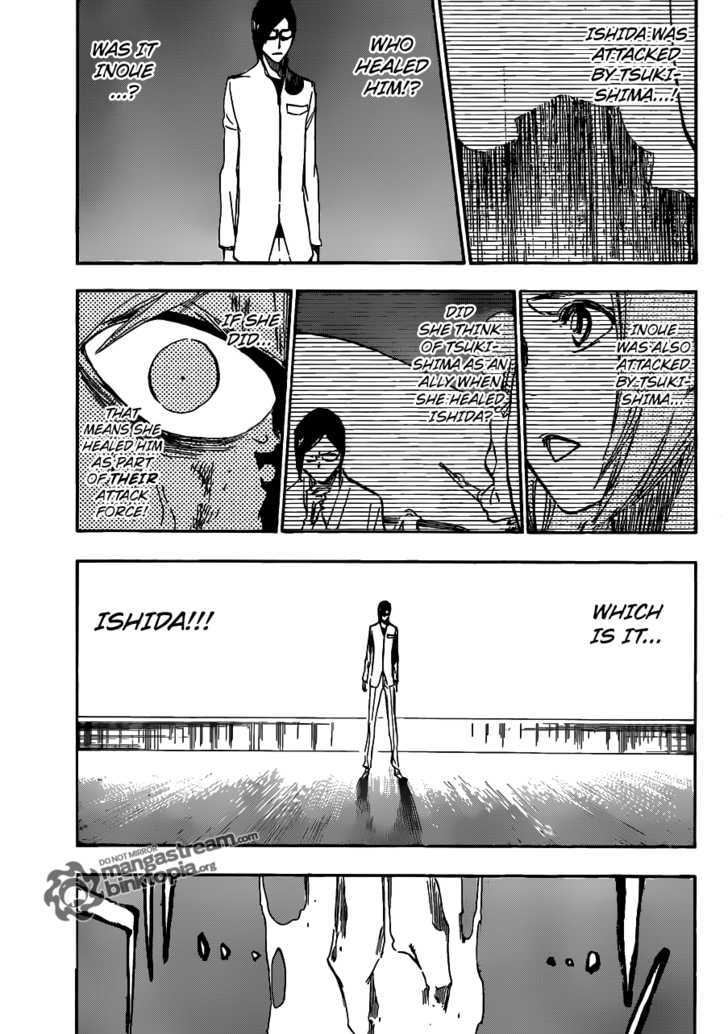 ISHIDA WAS
ATTACKED
BY TSUKI-
SHIMA...!
WHO
HEALED
HIM!?
WAS IT
INOUE
...?
INOUE
WAS ALSO
ATTACKED
BY TSUKI-
SHIMA...
DID
SHE THINK
OF TSUKI-
SHIMA AS AN
ALLY WHEN
SHE HEALED
ISHIDA?
IF SHE
DID...
THAT
MEANS SHE
HEALED HIM
AS PART
OF THEIR
ATTACK
FORCE!
WHICH
IS IT...
ISHIDA!!!
DO NOT MIRROR
mangastream.com
binktopia.org